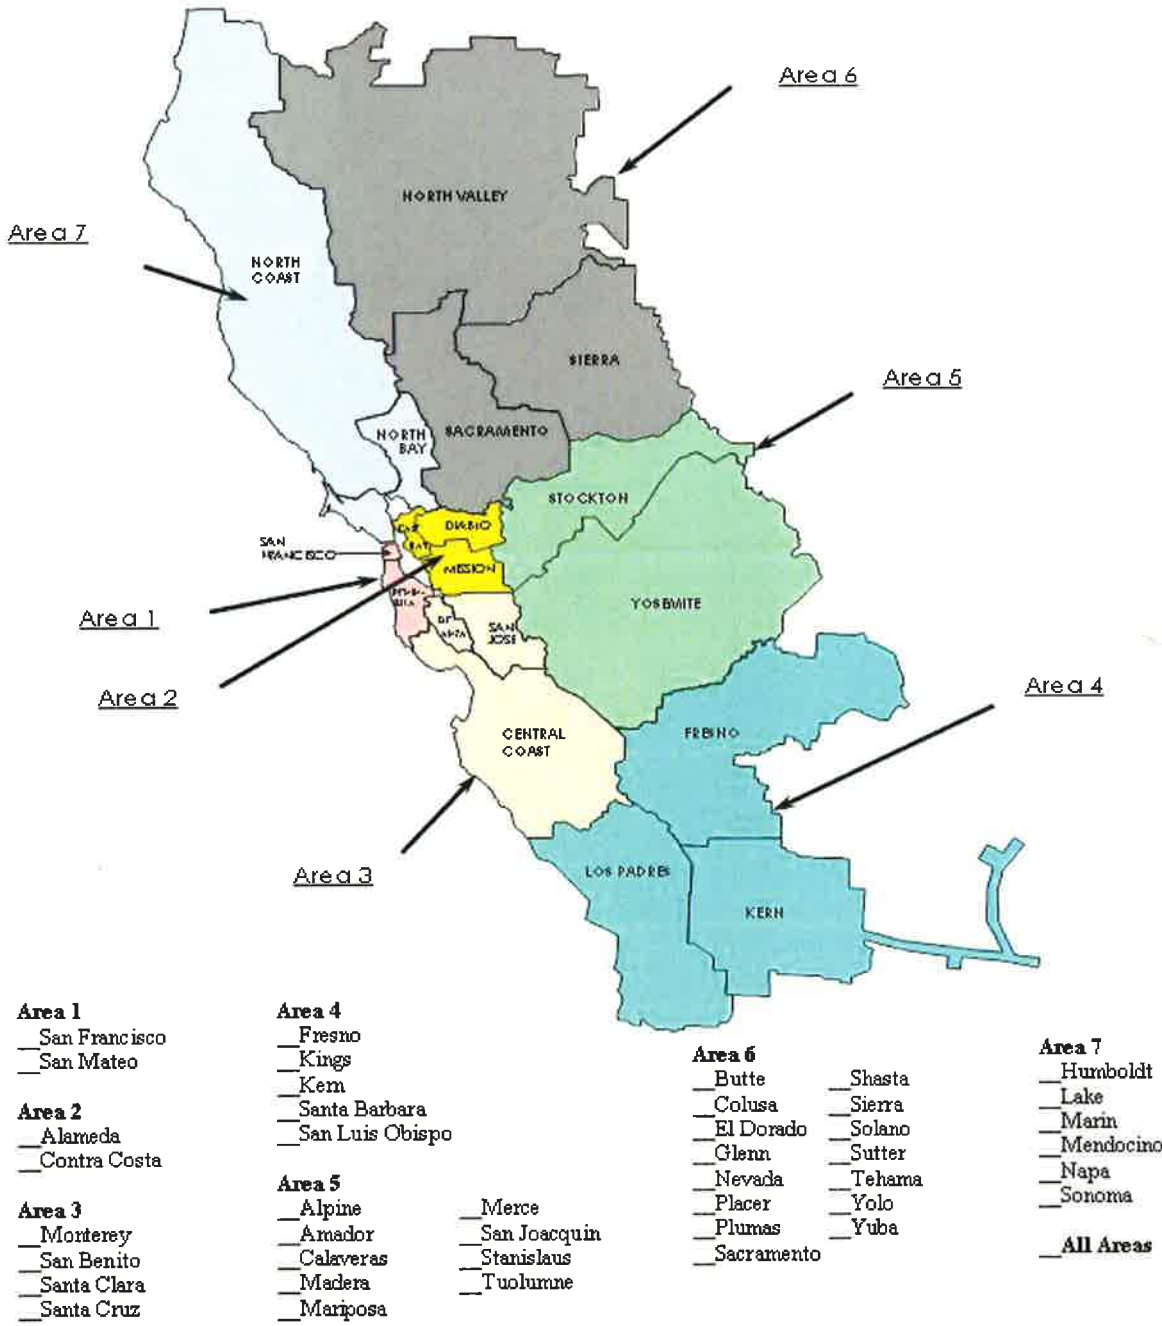 Area 6
NORTH VALLEY
Area 7
NORTH
COAST
SIERRA
Area 5
NORTH
BAY
SACRAMENTO
STOCKTON
DIABLO
EAST
BAY
SAN
FRANCISCO
MISSION
YOSEMITE
Area 1
DE
ANZA
SAN
JOSE
Area 2
Area 4
CENTRAL
COAST
FRESNO
Area 3
LOS PADRES
KERN
Area 1
__San Francisco
__San Mateo
Area 2
__Alameda
__Contra Costa
Area 3
__Monterey
__San Benito
__Santa Clara
__Santa Cruz
Area 4
__Fresno
__Kings
__Kern
__Santa Barbara
__San Luis Obispo
Area 5
__Alpine
__Amador
__Calaveras
__Madera
__Mariposa
__Merce
__San Joacquin
__Stanislaus
__Tuolumne
Area 6
__Butte
__Colusa
__El Dorado
__Glenn
__Nevada
__Placer
__Plumas
__Sacramento
__Shasta
__Sierra
__Solano
__Sutter
__Tehama
__Yolo
__Yuba
Area 7
__Humboldt
__Lake
__Marin
__Mendocino
__Napa
__Sonoma
__All Areas